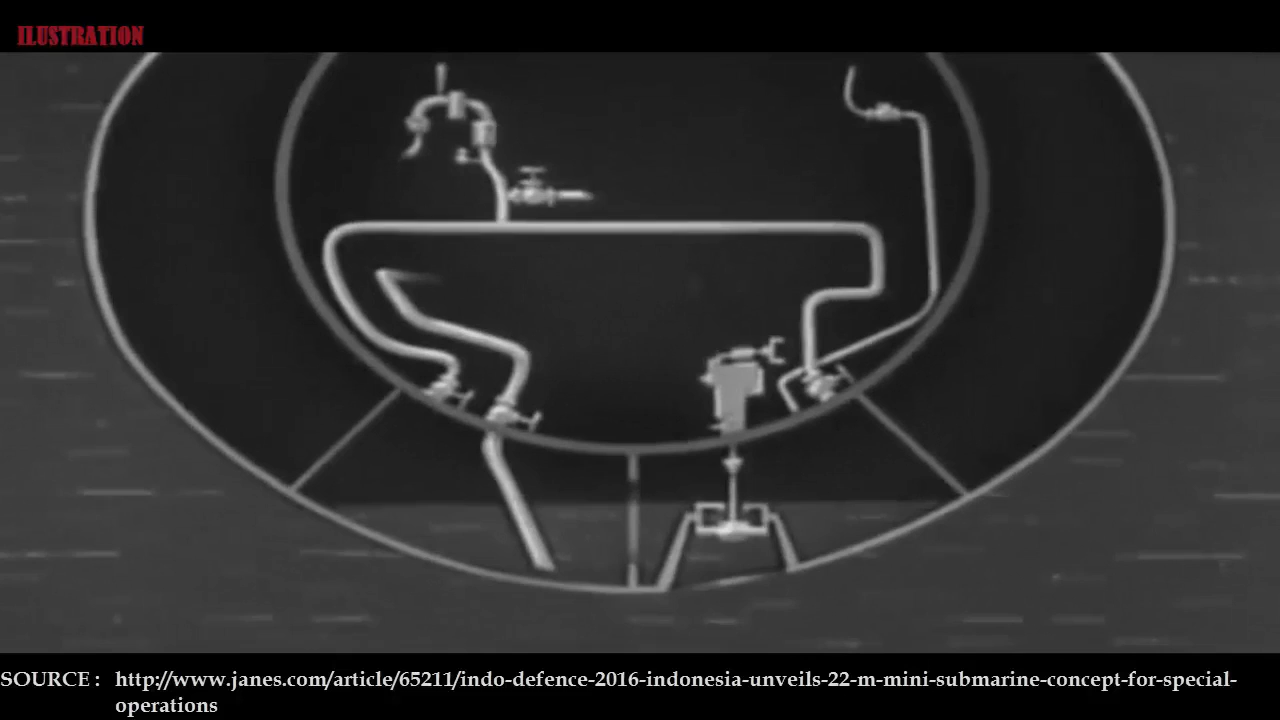 ILUSTRATION
SOURCE : http://www.janes.com/article/65211/indo-defence-2016-indonesia-unveils-22-m-mini-submarine-concept-for-special-
operations